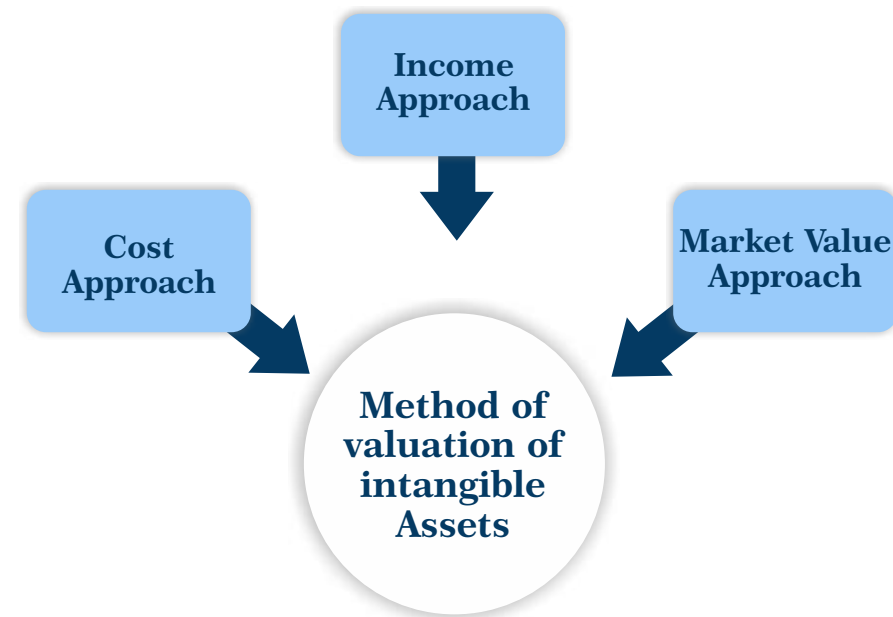 Income
Approach
Cost
Approach
Market Value
Approach
Method of
valuation of
intangible
Assets